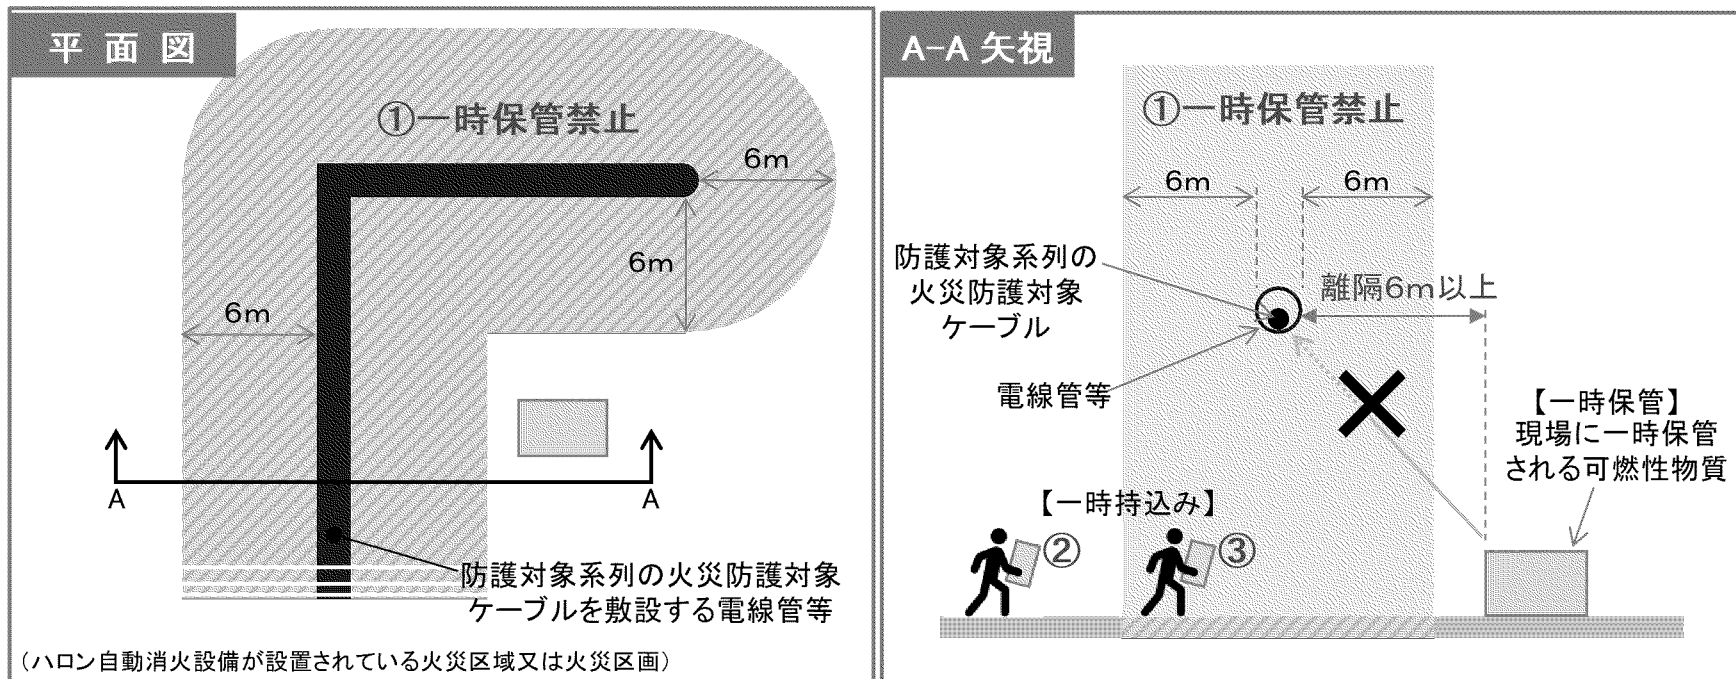 平面図
①一時保管禁止
6m
6m
6m
A
A
防護対象系列の火災防護対象
ケーブルを敷設する電線管等
(ハロン自動消火設備が設置されている火災区域又は火災区画)
A-A 矢視
①一時保管禁止
6m
6m
防護対象系列の
火災防護対象
ケーブル
離隔6m以上
電線管等
【一時保管】
現場に一時保管
される可燃性物質
【一時持込み】
②
③